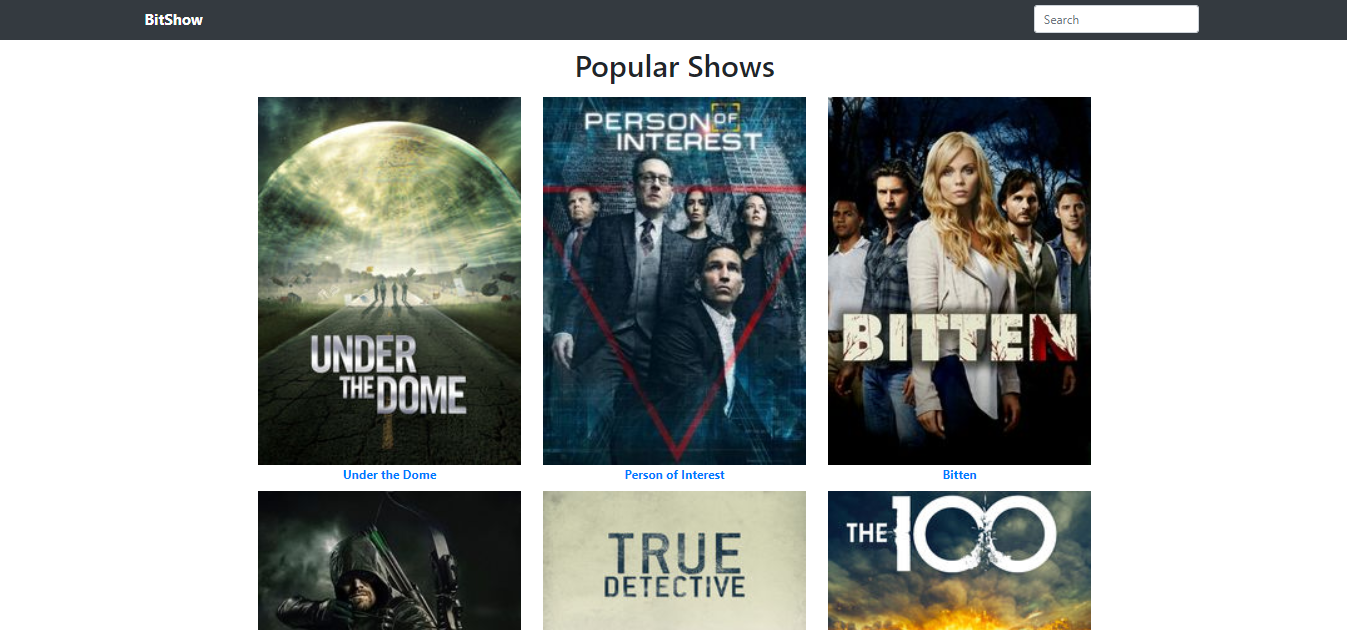 BitShow
Search
Popular Shows
PERSON OF
INTEREST
BITTEN
UNDER
THE DOME
Under the Dome
Person of Interest
Bitten
THE 100
TRUE
DETECTIVE